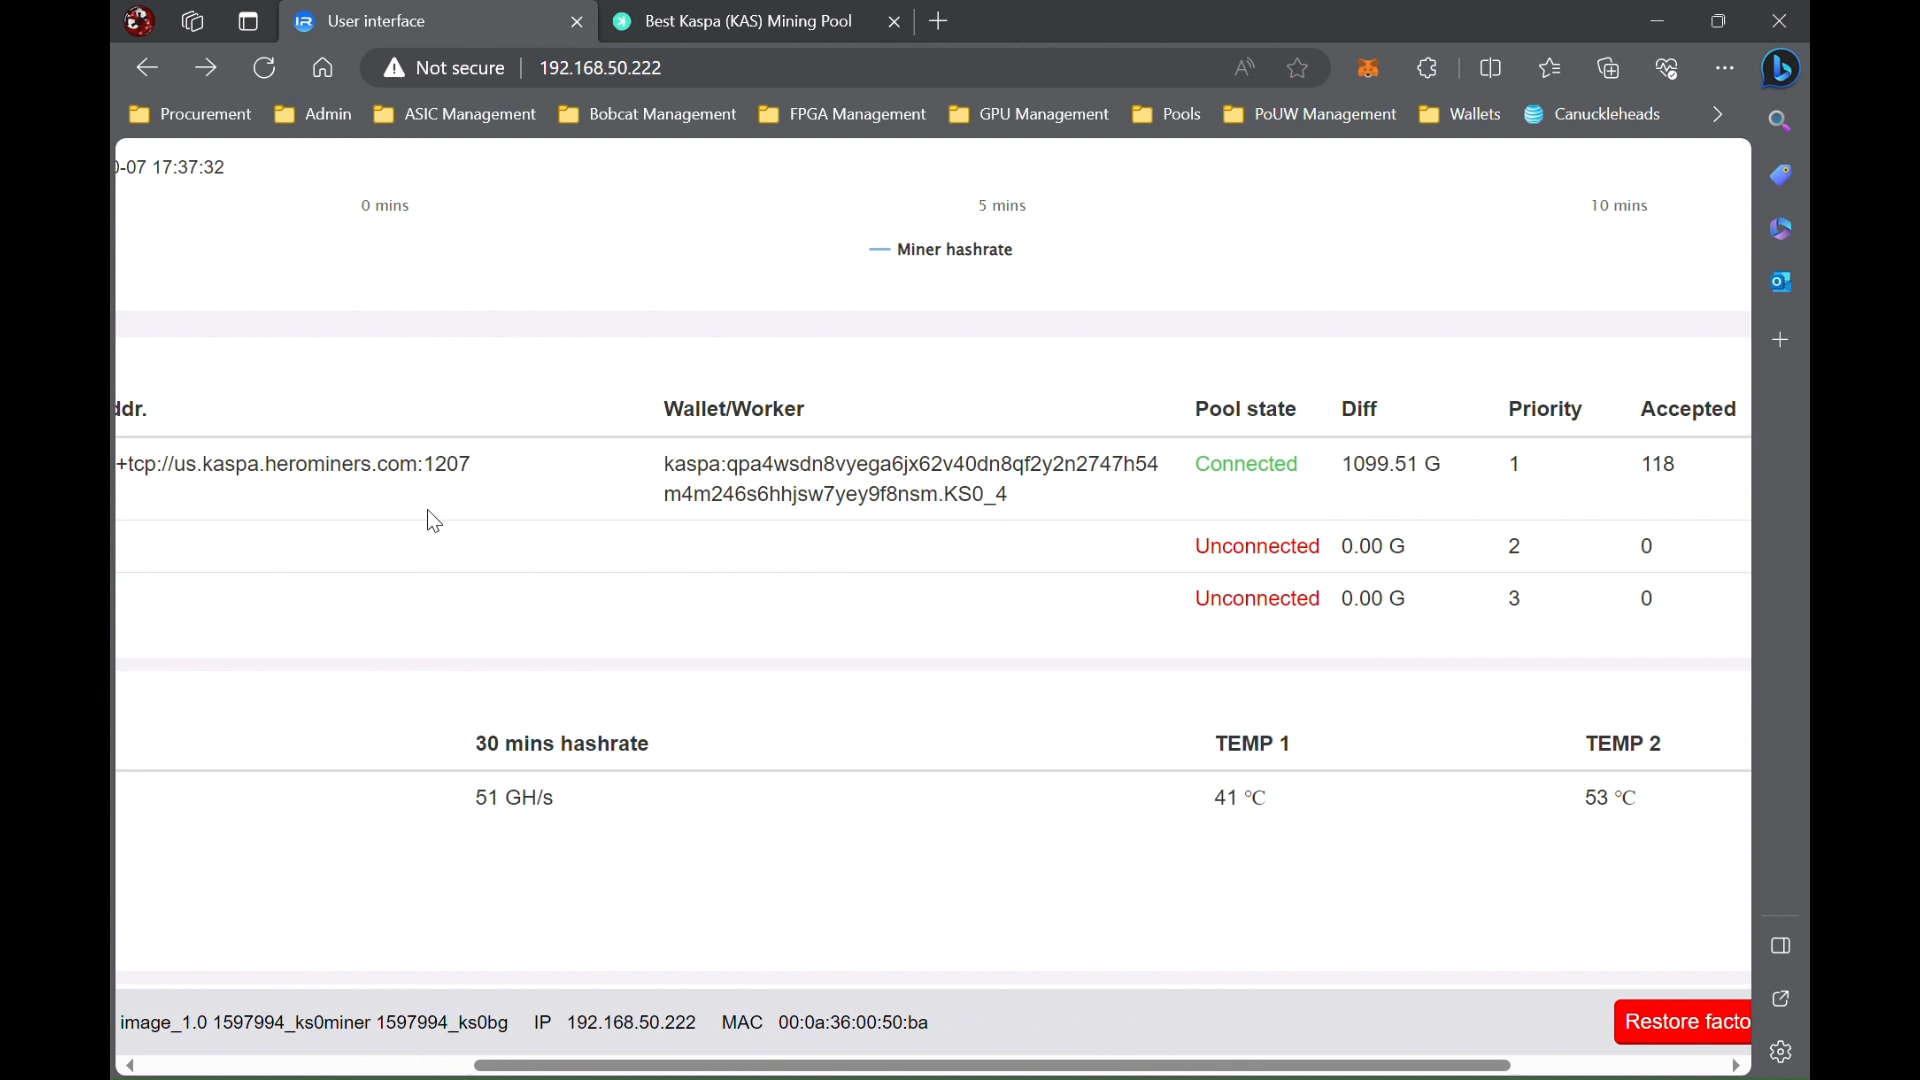 User interface
Best Kaspa (KAS) Mining Pool
Not secure
192.168.50.222
Procurement
Admin
ASIC Management
Bobcat Management
FPGA Management
GPU Management
Pools
PoUW Management
Wallets
Canuckleheads
-07 17:37:32
0 mins
5 mins
10 mins
Miner hashrate
ddr.
Wallet/Worker
Pool state
Diff
Priority
Accepted
+tcp://us.kaspa.herominers.com:1207
kaspa:qpa4wsdn8vyega6jx62v40dn8qf2y2n2747h54
m4m246s6hhjsw7yey9f8nsm.KS0_4
Connected
1099.51 G
1
118
Unconnected
0.00 G
2
0
Unconnected
0.00 G
3
0
30 mins hashrate
TEMP 1
TEMP 2
51 GH/s
41 °C
53 °C
image_1.0 1597994_ks0miner 1597994_ks0bg
IP 192.168.50.222
MAC 00:0a:36:00:50:ba
Restore facto